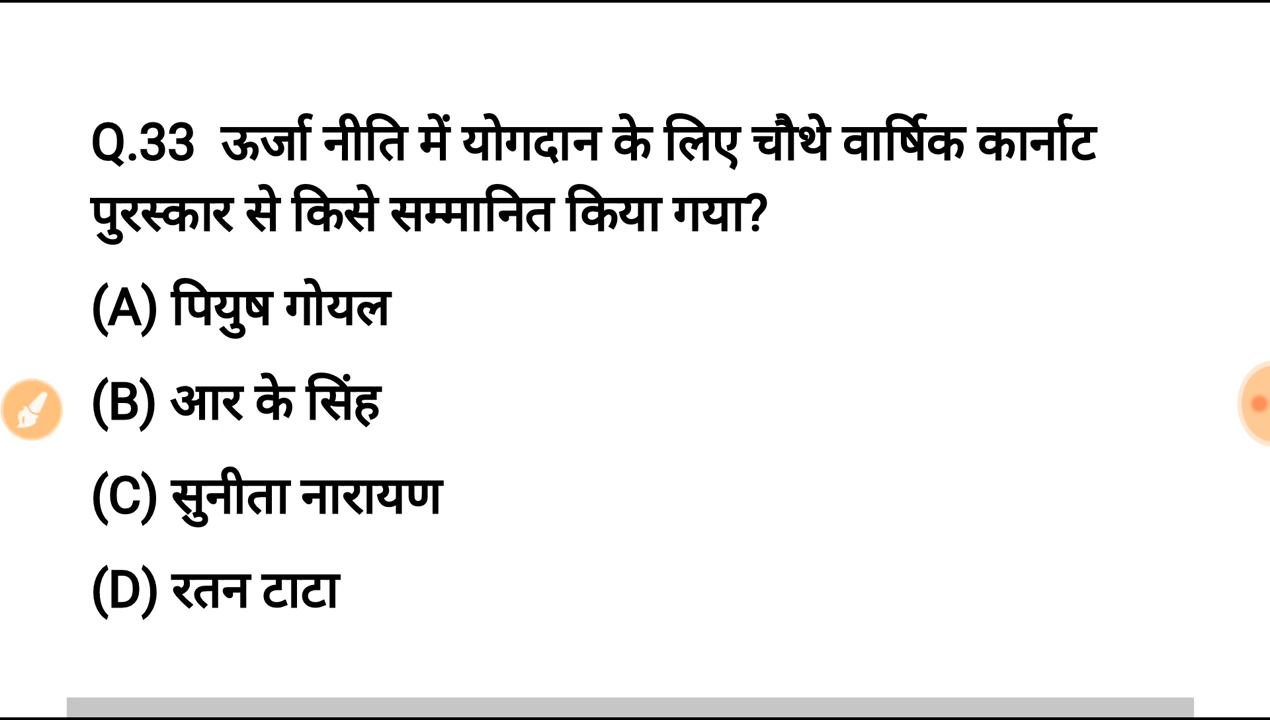 Q.33 ऊर्जा नीति में योगदान के लिए चौथे वार्षिक कार्नाट
पुरस्कार से किसे सम्मानित किया गया?
(A) पियुष गोयल
(B) आर के सिंह
(C) सुनीता नारायण
(D) रतन टाटा